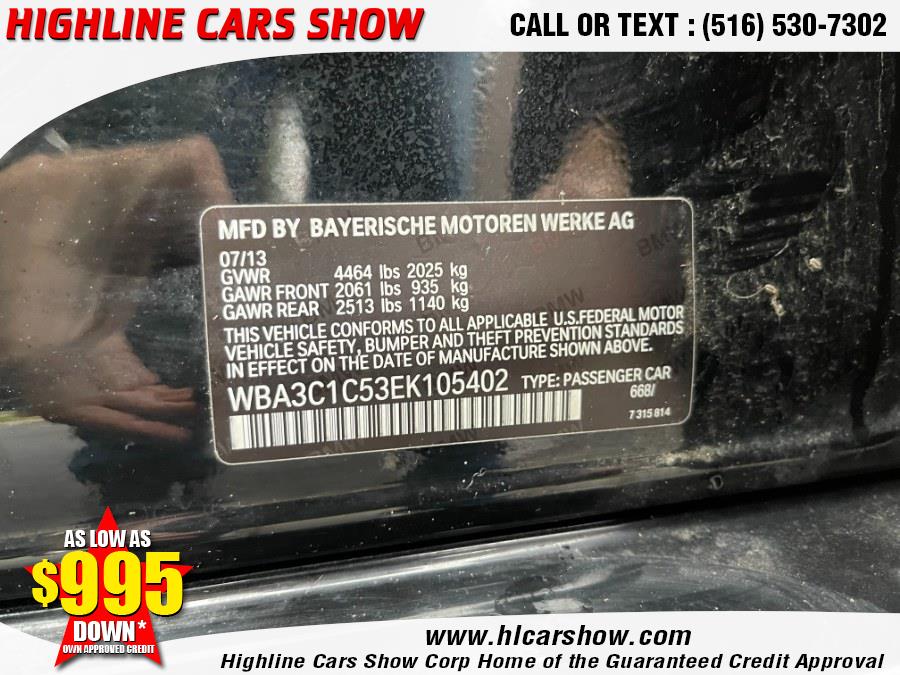 HIGHLINE CARS SHOW
CALL OR TEXT : (516) 530-7302
MFD BY BAYERISCHE MOTOREN WERKE AG
07/13
GVWR 4464 lbs 2025 kg
GAWR FRONT 2061 lbs 935 kg
GAWR REAR 2513 lbs 1140 kg
THIS VEHICLE CONFORMS TO ALL APPLICABLE U.S.FEDERAL MOTOR
VEHICLE SAFETY, BUMPER AND THEFT PREVENTION STANDARDS
IN EFFECT ON THE DATE OF MANUFACTURE SHOWN ABOVE.
WBA3C1C53EK105402 TYPE: PASSENGER CAR
668/
7 315 814
AS LOW AS
$995
DOWN*
OWN APPROVED CREDIT
www.hlcarshow.com
Highline Cars Show Corp Home of the Guaranteed Credit Approval